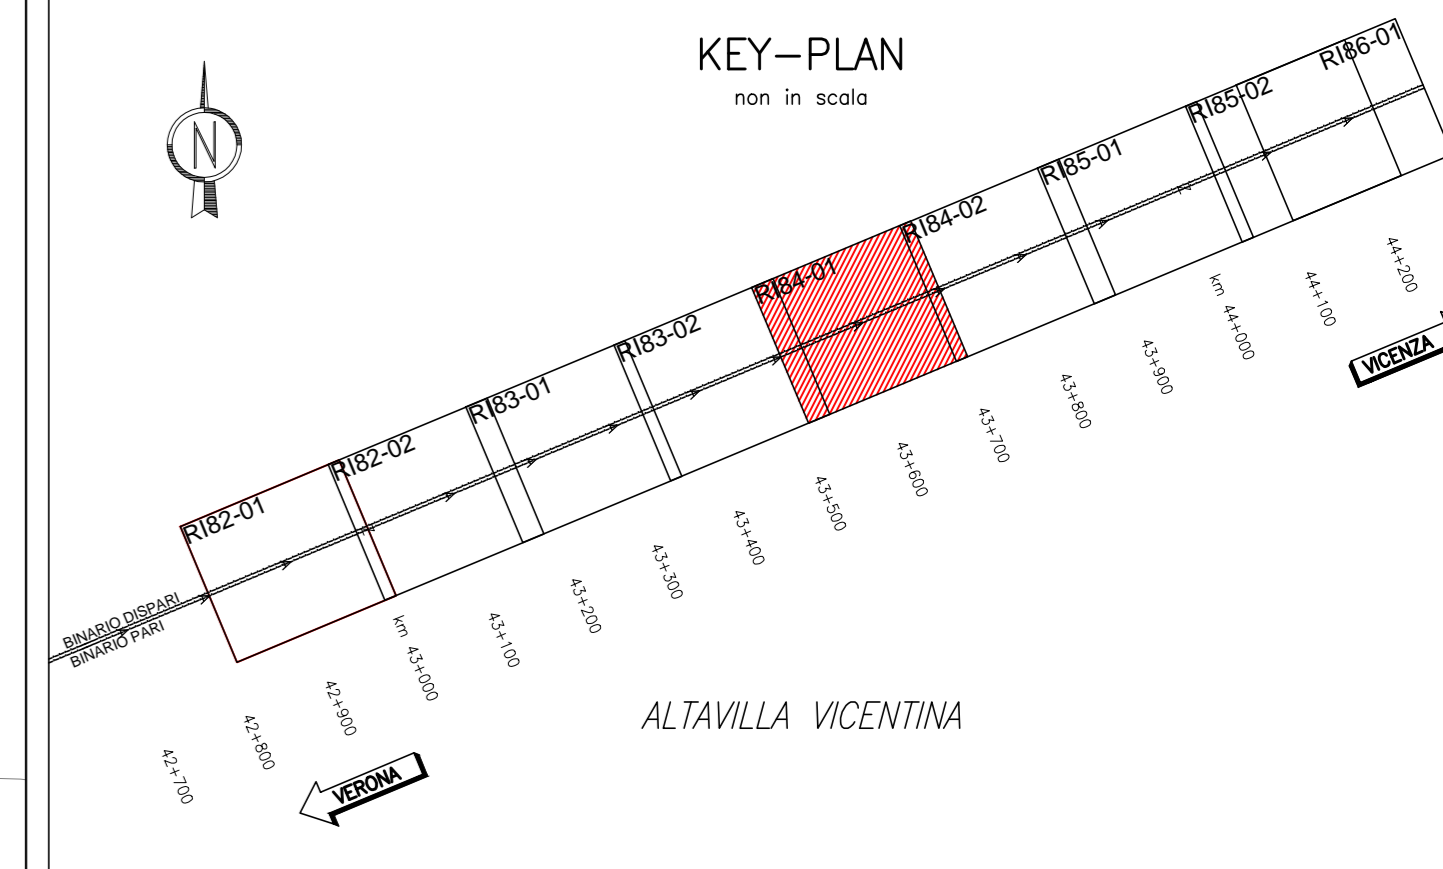 KEY-PLAN
non in scala
N
RI86-01
RI85-02
RI85-01
RI84-02
RI84-01
RI83-02
RI83-01
RI82-02
RI82-01
BINARIO DISPARI
BINARIO PARI
42+700
42+800
42+900
km 43+000
43+100
43+200
43+300
43+400
43+500
43+600
43+700
43+800
43+900
km 44+000
44+100
44+200
VICENZA
ALTAVILLA VICENTINA
VERONA